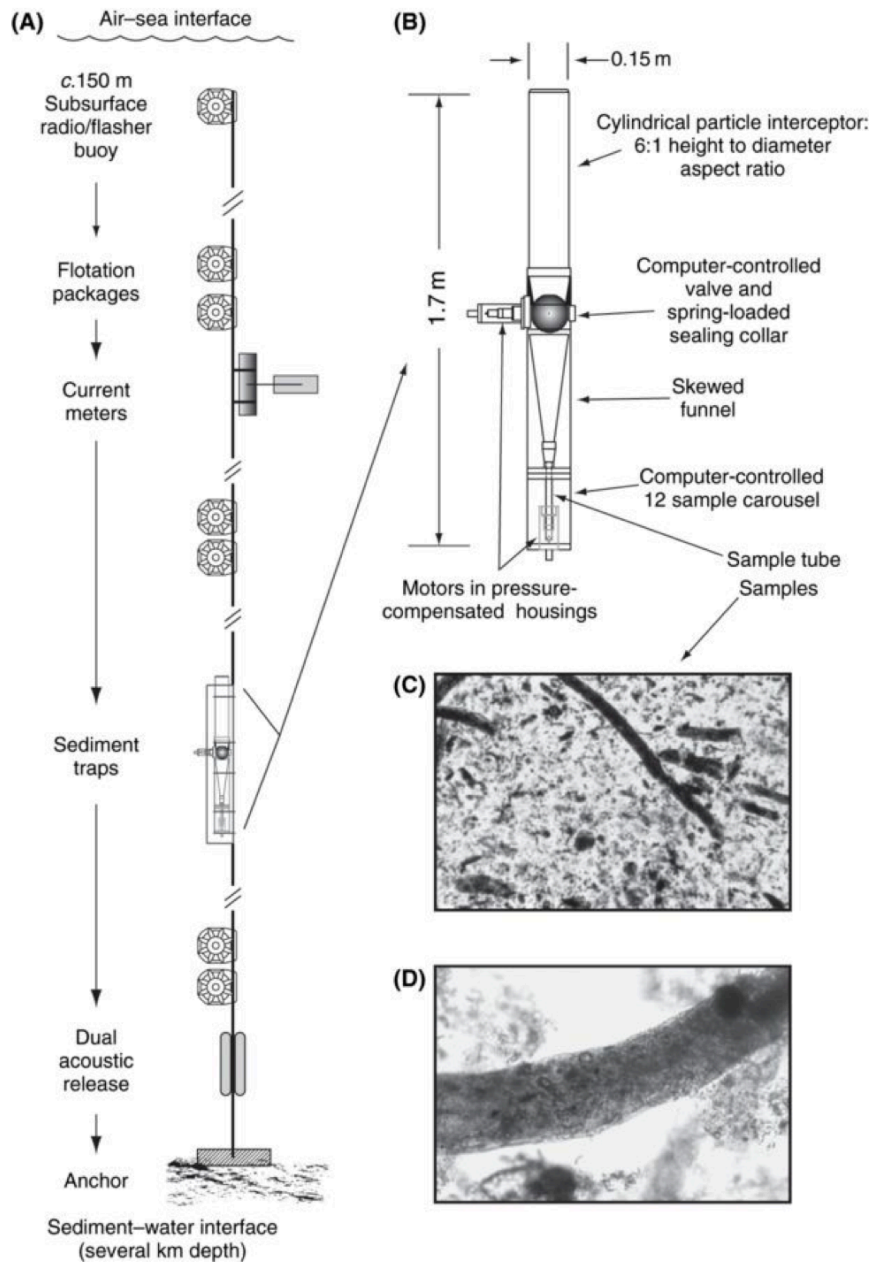 (A)
Air–sea interface
c.150 m
Subsurface
radio/flasher
buoy
Flotation
packages
Current
meters
Sediment
traps
Dual
acoustic
release
Anchor
Sediment–water interface
(several km depth)
(B)
0.15 m
1.7 m
Cylindrical particle interceptor:
6:1 height to diameter
aspect ratio
Computer-controlled
valve and
spring-loaded
sealing collar
Skewed
funnel
Computer-controlled
12 sample carousel
Sample tube
Motors in pressure-
compensated housings
Samples
(C)
(D)